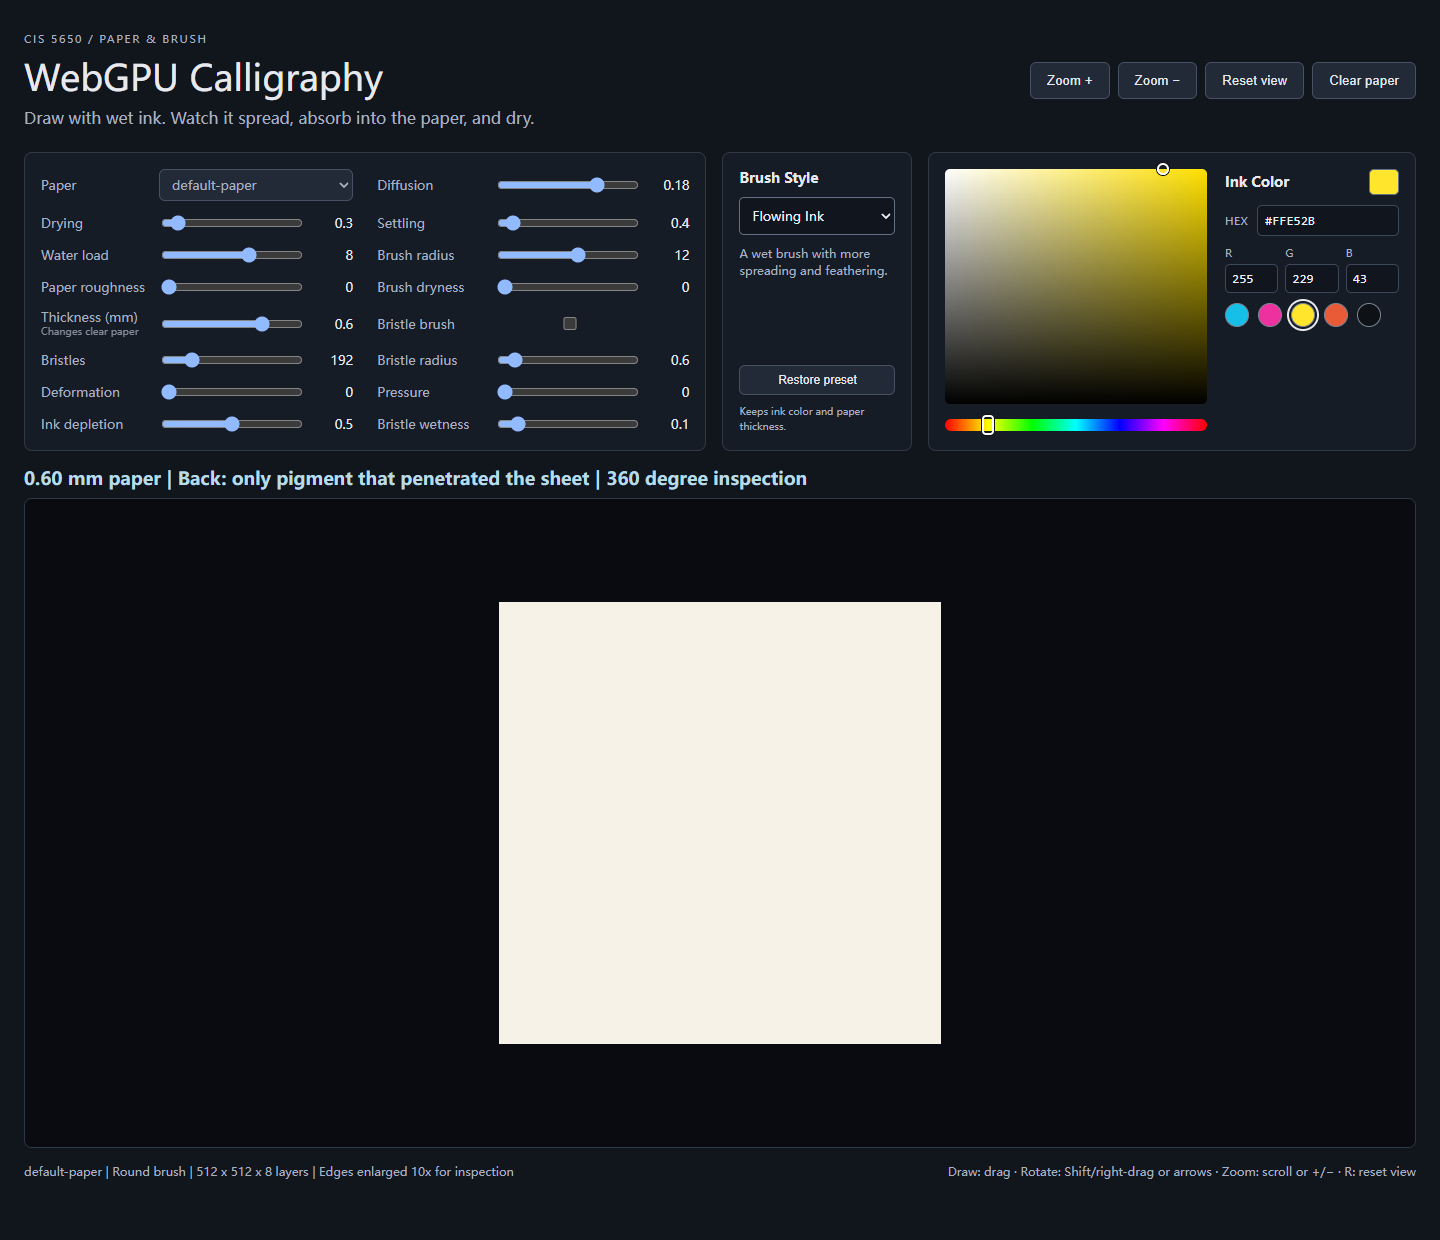 CIS 5650 / PAPER & BRUSH
WebGPU Calligraphy
Draw with wet ink. Watch it spread, absorb into the paper, and dry.
Zoom +
Zoom −
Reset view
Clear paper
Paper
default-paper
Diffusion
0.18
Drying
0.3
Settling
0.4
Water load
8
Brush radius
12
Paper roughness
0
Brush dryness
0
Thickness (mm)
Changes clear paper
0.6
Bristle brush
Bristles
192
Bristle radius
0.6
Deformation
0
Pressure
0
Ink depletion
0.5
Bristle wetness
0.1
Brush Style
Flowing Ink
A wet brush with more
spreading and feathering.
Restore preset
Keeps ink color and paper
thickness.
Ink Color
HEX
#FFE52B
R
G
B
255
229
43
0.60 mm paper | Back: only pigment that penetrated the sheet | 360 degree inspection
default-paper | Round brush | 512 x 512 x 8 layers | Edges enlarged 10x for inspection
Draw: drag · Rotate: Shift/right-drag or arrows · Zoom: scroll or +/− · R: reset view